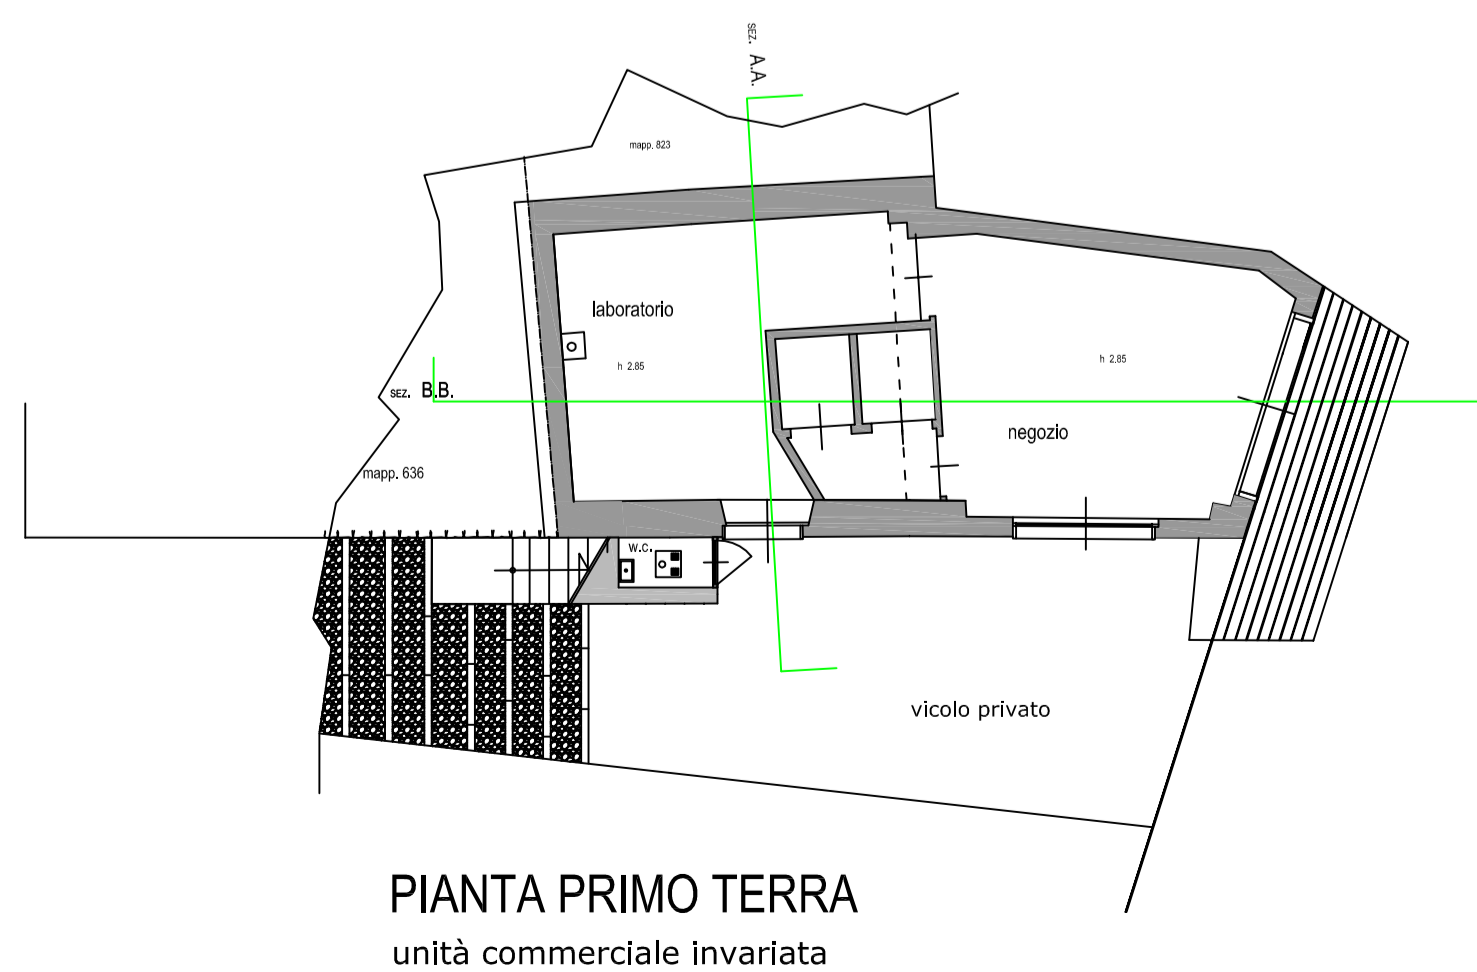 SEZ. A.A.
mapp. 823
laboratorio
h 2.85
h 2.85
SEZ. B.B.
negozio
mapp. 636
w.c.
vicolo privato
PIANTA PRIMO TERRA
unità commerciale invariata